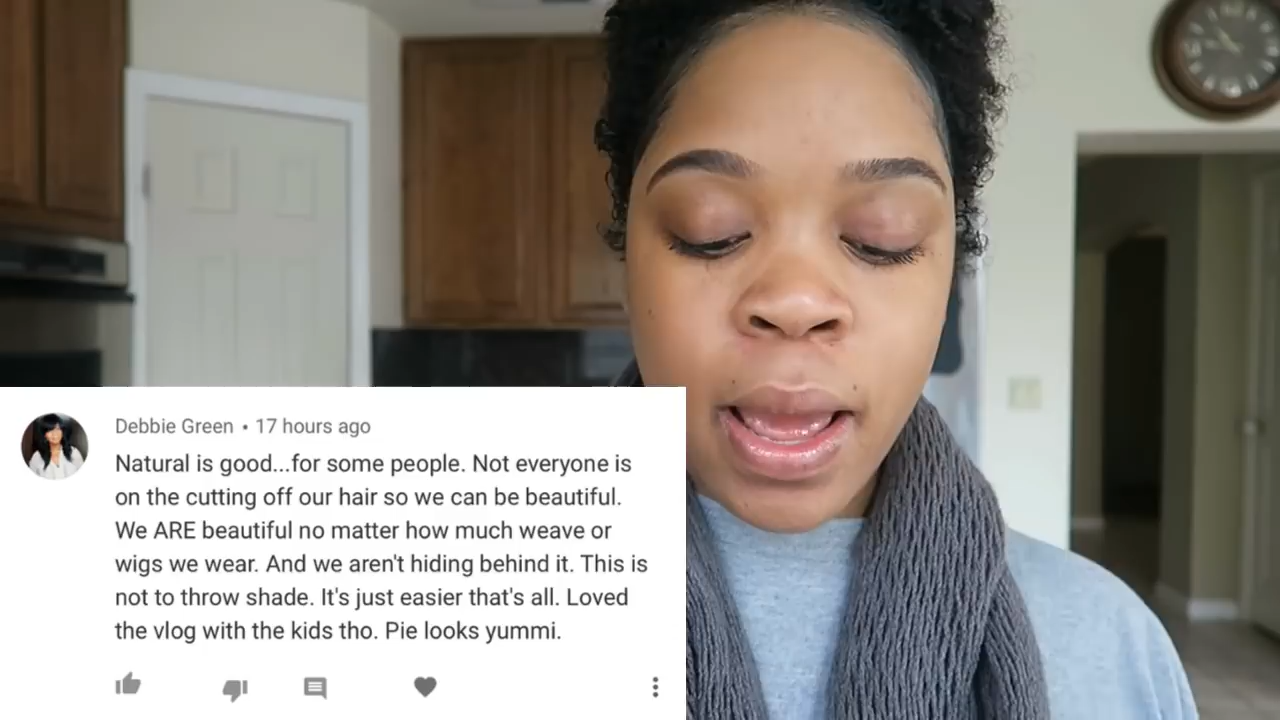 Debbie Green • 17 hours ago
Natural is good...for some people. Not everyone is
on the cutting off our hair so we can be beautiful.
We ARE beautiful no matter how much weave or
wigs we wear. And we aren't hiding behind it. This is
not to throw shade. It's just easier that's all. Loved
the vlog with the kids tho. Pie looks yummi.